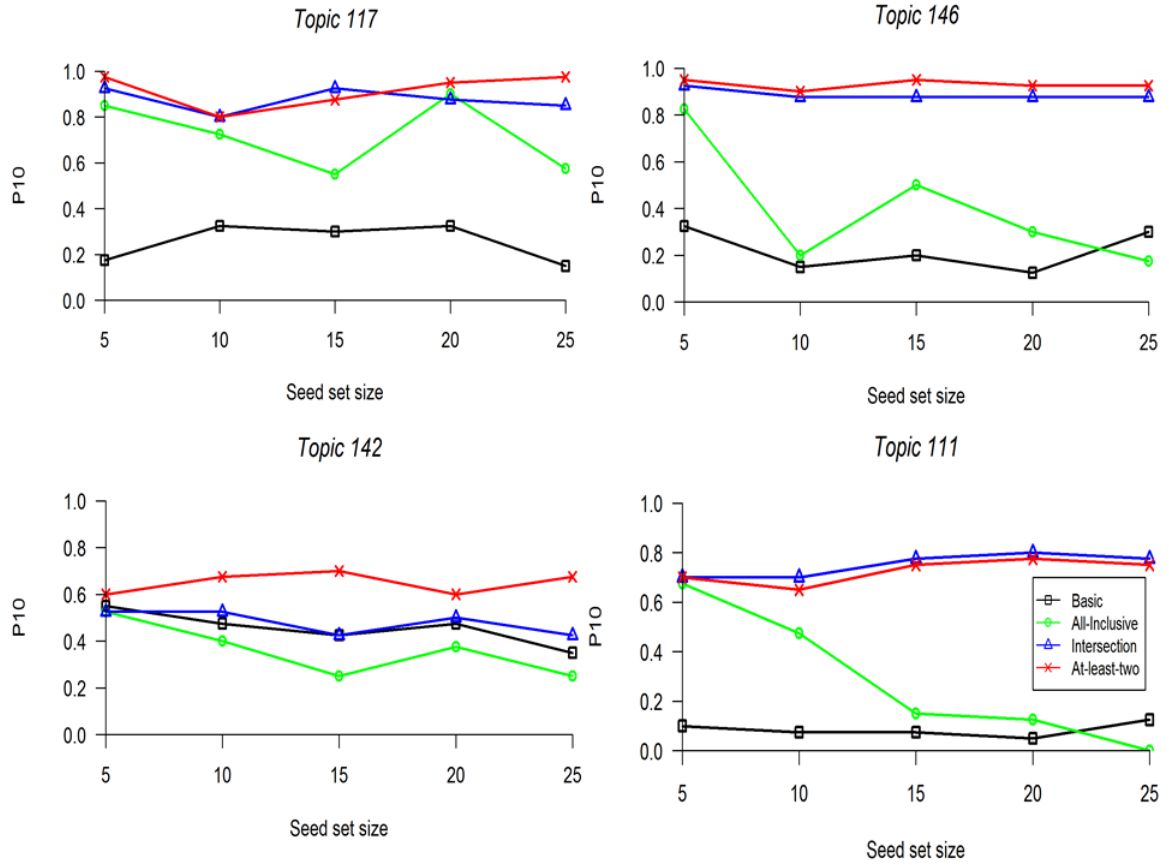 Topic 117
P10
1.0
0.8
0.6
0.4
0.2
0.0
5 10 15 20 25
Seed set size
Topic 146
P10
1.0
0.8
0.6
0.4
0.2
0.0
5 10 15 20 25
Seed set size
Topic 142
P10
1.0
0.8
0.6
0.4
0.2
0.0
5 10 15 20 25
Seed set size
Topic 111
P10
1.0
0.8
0.6
0.4
0.2
0.0
5 10 15 20 25
Seed set size
Basic
All-Inclusive
Intersection
At-least-two